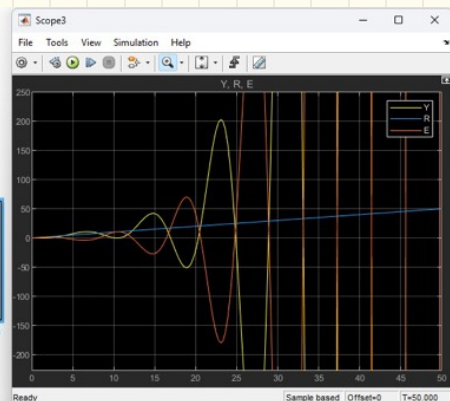 Scope3
File Tools View Simulation Help
Y, R, E
250
200
150
100
50
0
-50
-100
-150
-200
Y
R
E
0 5 10 15 20 25 30 35 40 45 50
Ready Sample based Offset=0 T=50.000